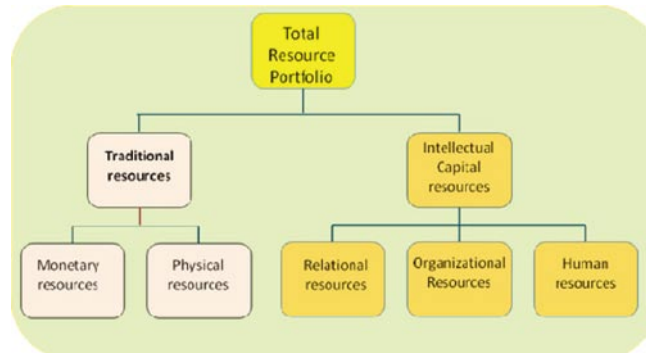 Total
Resource
Portfolio
Traditional
resources
Intellectual
Capital
resources
Monetary
resources
Physical
resources
Relational
resources
Organizational
Resources
Human
resources